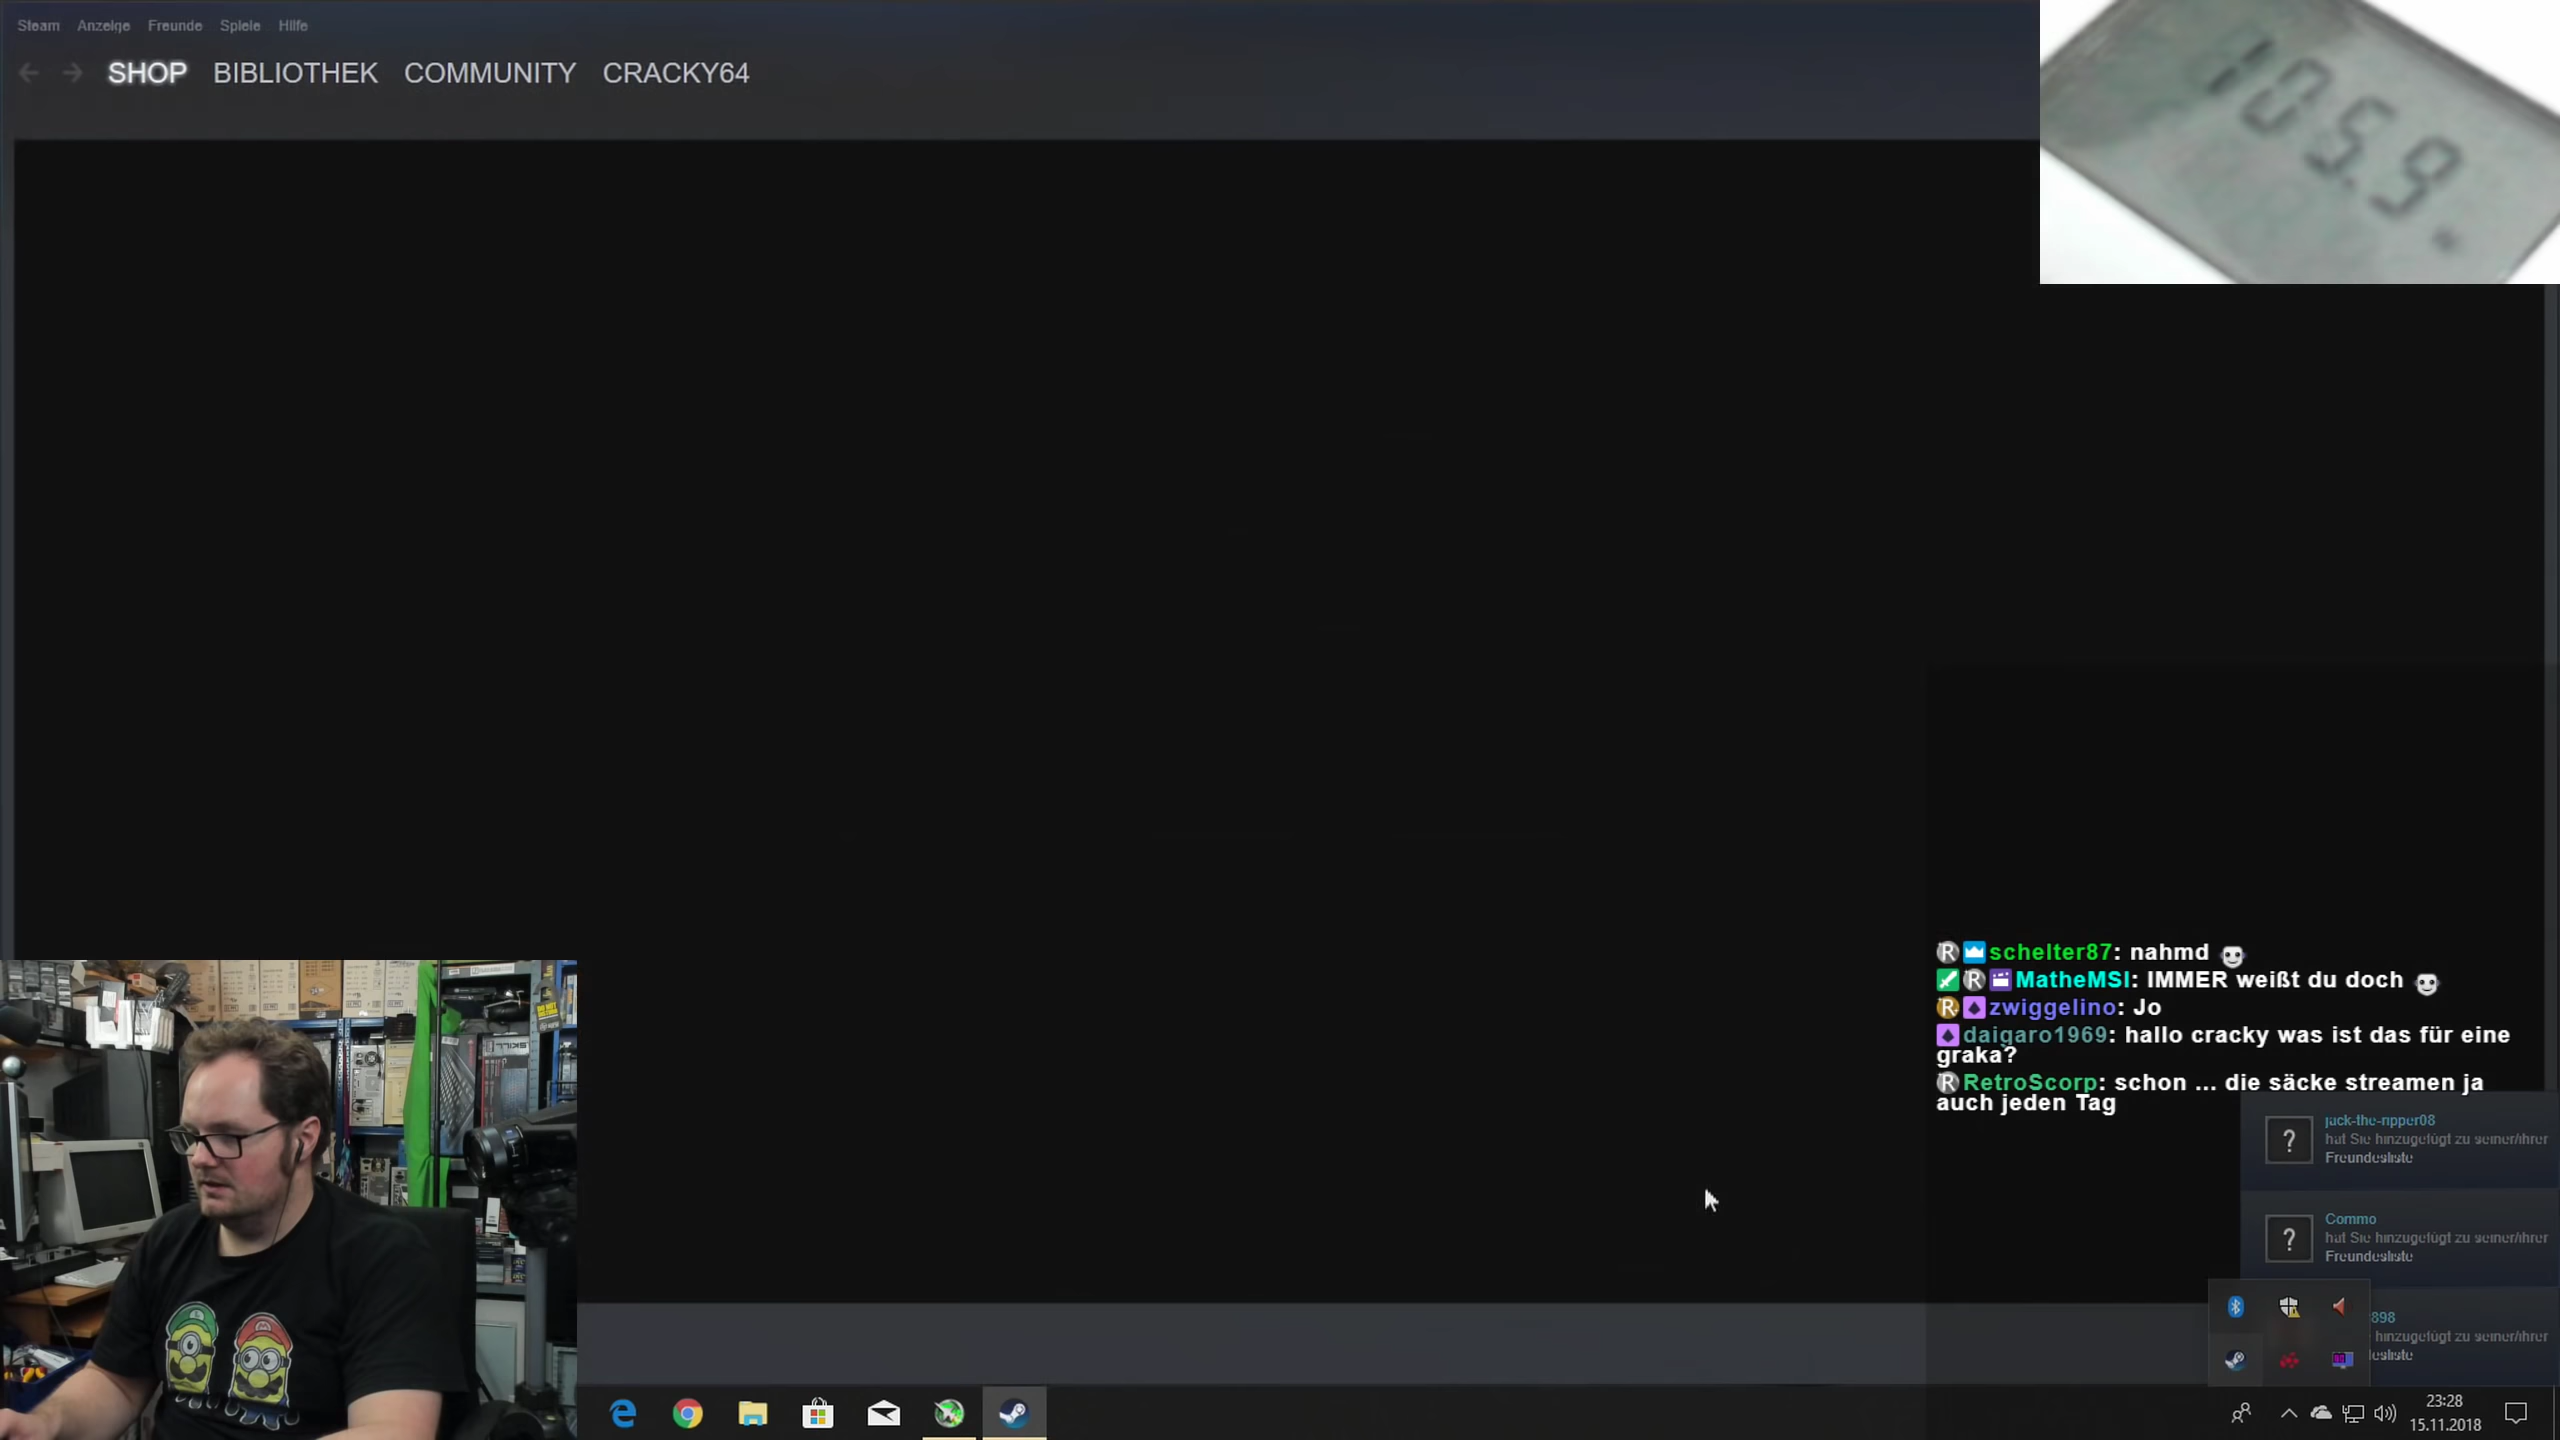 Steam Anzeige Freunde Spiele Hilfe
SHOP BIBLIOTHEK COMMUNITY CRACKY64
105.9
schelter87: nahmd
MatheMSI: IMMER weißt du doch
zwiggelino: Jo
daigaro1969: hallo cracky was ist das für eine
graka?
RetroScorp: schon ... die säcke streamen ja
auch jeden Tag
jack-the-ripper08
hat Sie hinzugefügt zu seiner/ihrer
Freundesliste
Commo
hat Sie hinzugefügt zu seiner/ihrer
Freundesliste
898
hinzugefügt zu seiner/ihrer
desliste
23:28
15.11.2018